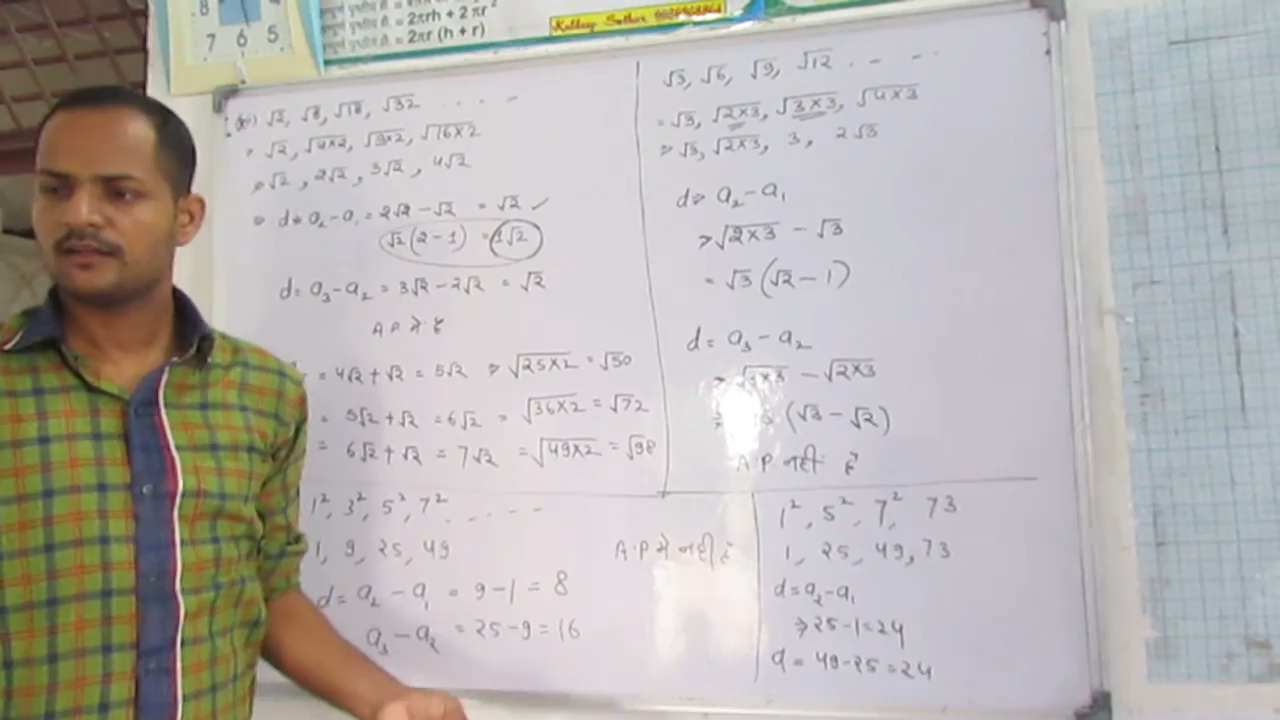 8
7 6 5
= 2πrh + 2πr²
= 2πr (h + r)
√2, √8, √18, √32 . . . .
⇒ √2, √4×2, √9×2, √16×2
⇒ √2, 2√2, 3√2, 4√2
⇒ d ⇒ a₂ - a₁ = 2√2 - √2 = √2 ✓
√2(2 - 1) = 1√2
d = a₃ - a₂ = 3√2 - 2√2 = √2
A.P में है
= 4√2 + √2 = 5√2 ⇒ √25×2 = √50
= 5√2 + √2 = 6√2 = √36×2 = √72
= 6√2 + √2 = 7√2 = √49×2 = √98
√3, √6, √9, √12 . . . .
= √3, √2×3, √3×3, √4×3
⇒ √3, √2×3, 3, 2√3
d ⇒ a₂ - a₁
⇒ √2×3 - √3
= √3 (√2 - 1)
d = a₃ - a₂
⇒ √3×3 - √2×3
(√3 - √2)
A.P. नहीं है
1², 3², 5², 7² . . . . .
1, 9, 25, 49
d = a₂ - a₁ = 9 - 1 = 8
a₃ - a₂ = 25 - 9 = 16
A.P में नहीं है
1², 5², 7², 73
1, 25, 49, 73
d = a₂ - a₁
⇒ 25 - 1 = 24
d = 49 - 25 = 24